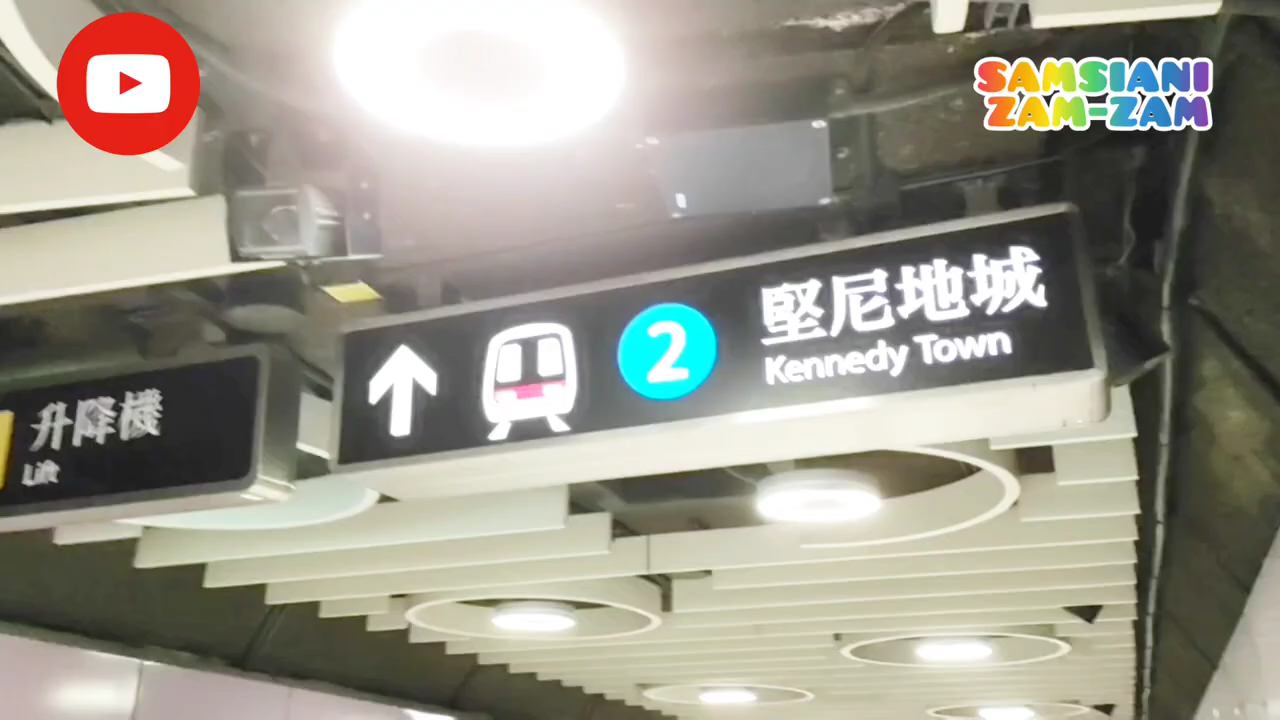 SAMSIANI
ZAM-ZAM
2
堅尼地城
Kennedy Town
升降機
Lift